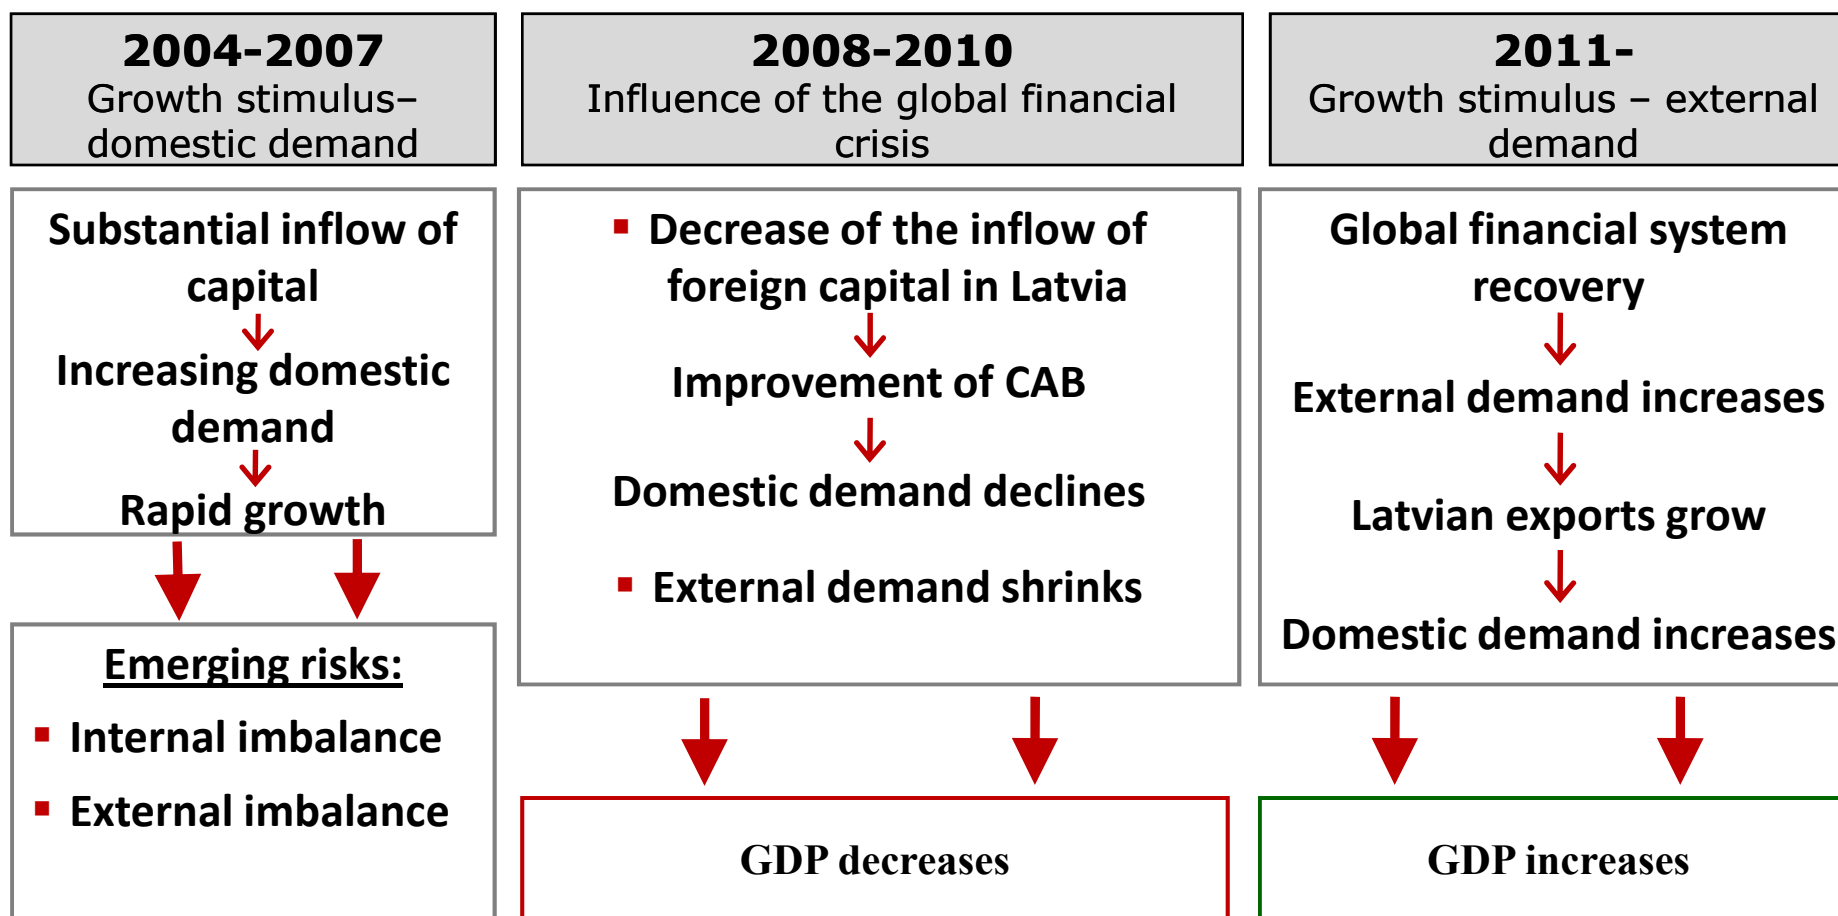 2004-2007
Growth stimulus–
domestic demand
Substantial inflow of
capital
Increasing domestic
demand
Rapid growth
Emerging risks:
▪ Internal imbalance
▪ External imbalance
2008-2010
Influence of the global financial
crisis
▪ Decrease of the inflow of
foreign capital in Latvia
Improvement of CAB
Domestic demand declines
▪ External demand shrinks
GDP decreases
2011-
Growth stimulus – external
demand
Global financial system
recovery
External demand increases
Latvian exports grow
Domestic demand increases
GDP increases